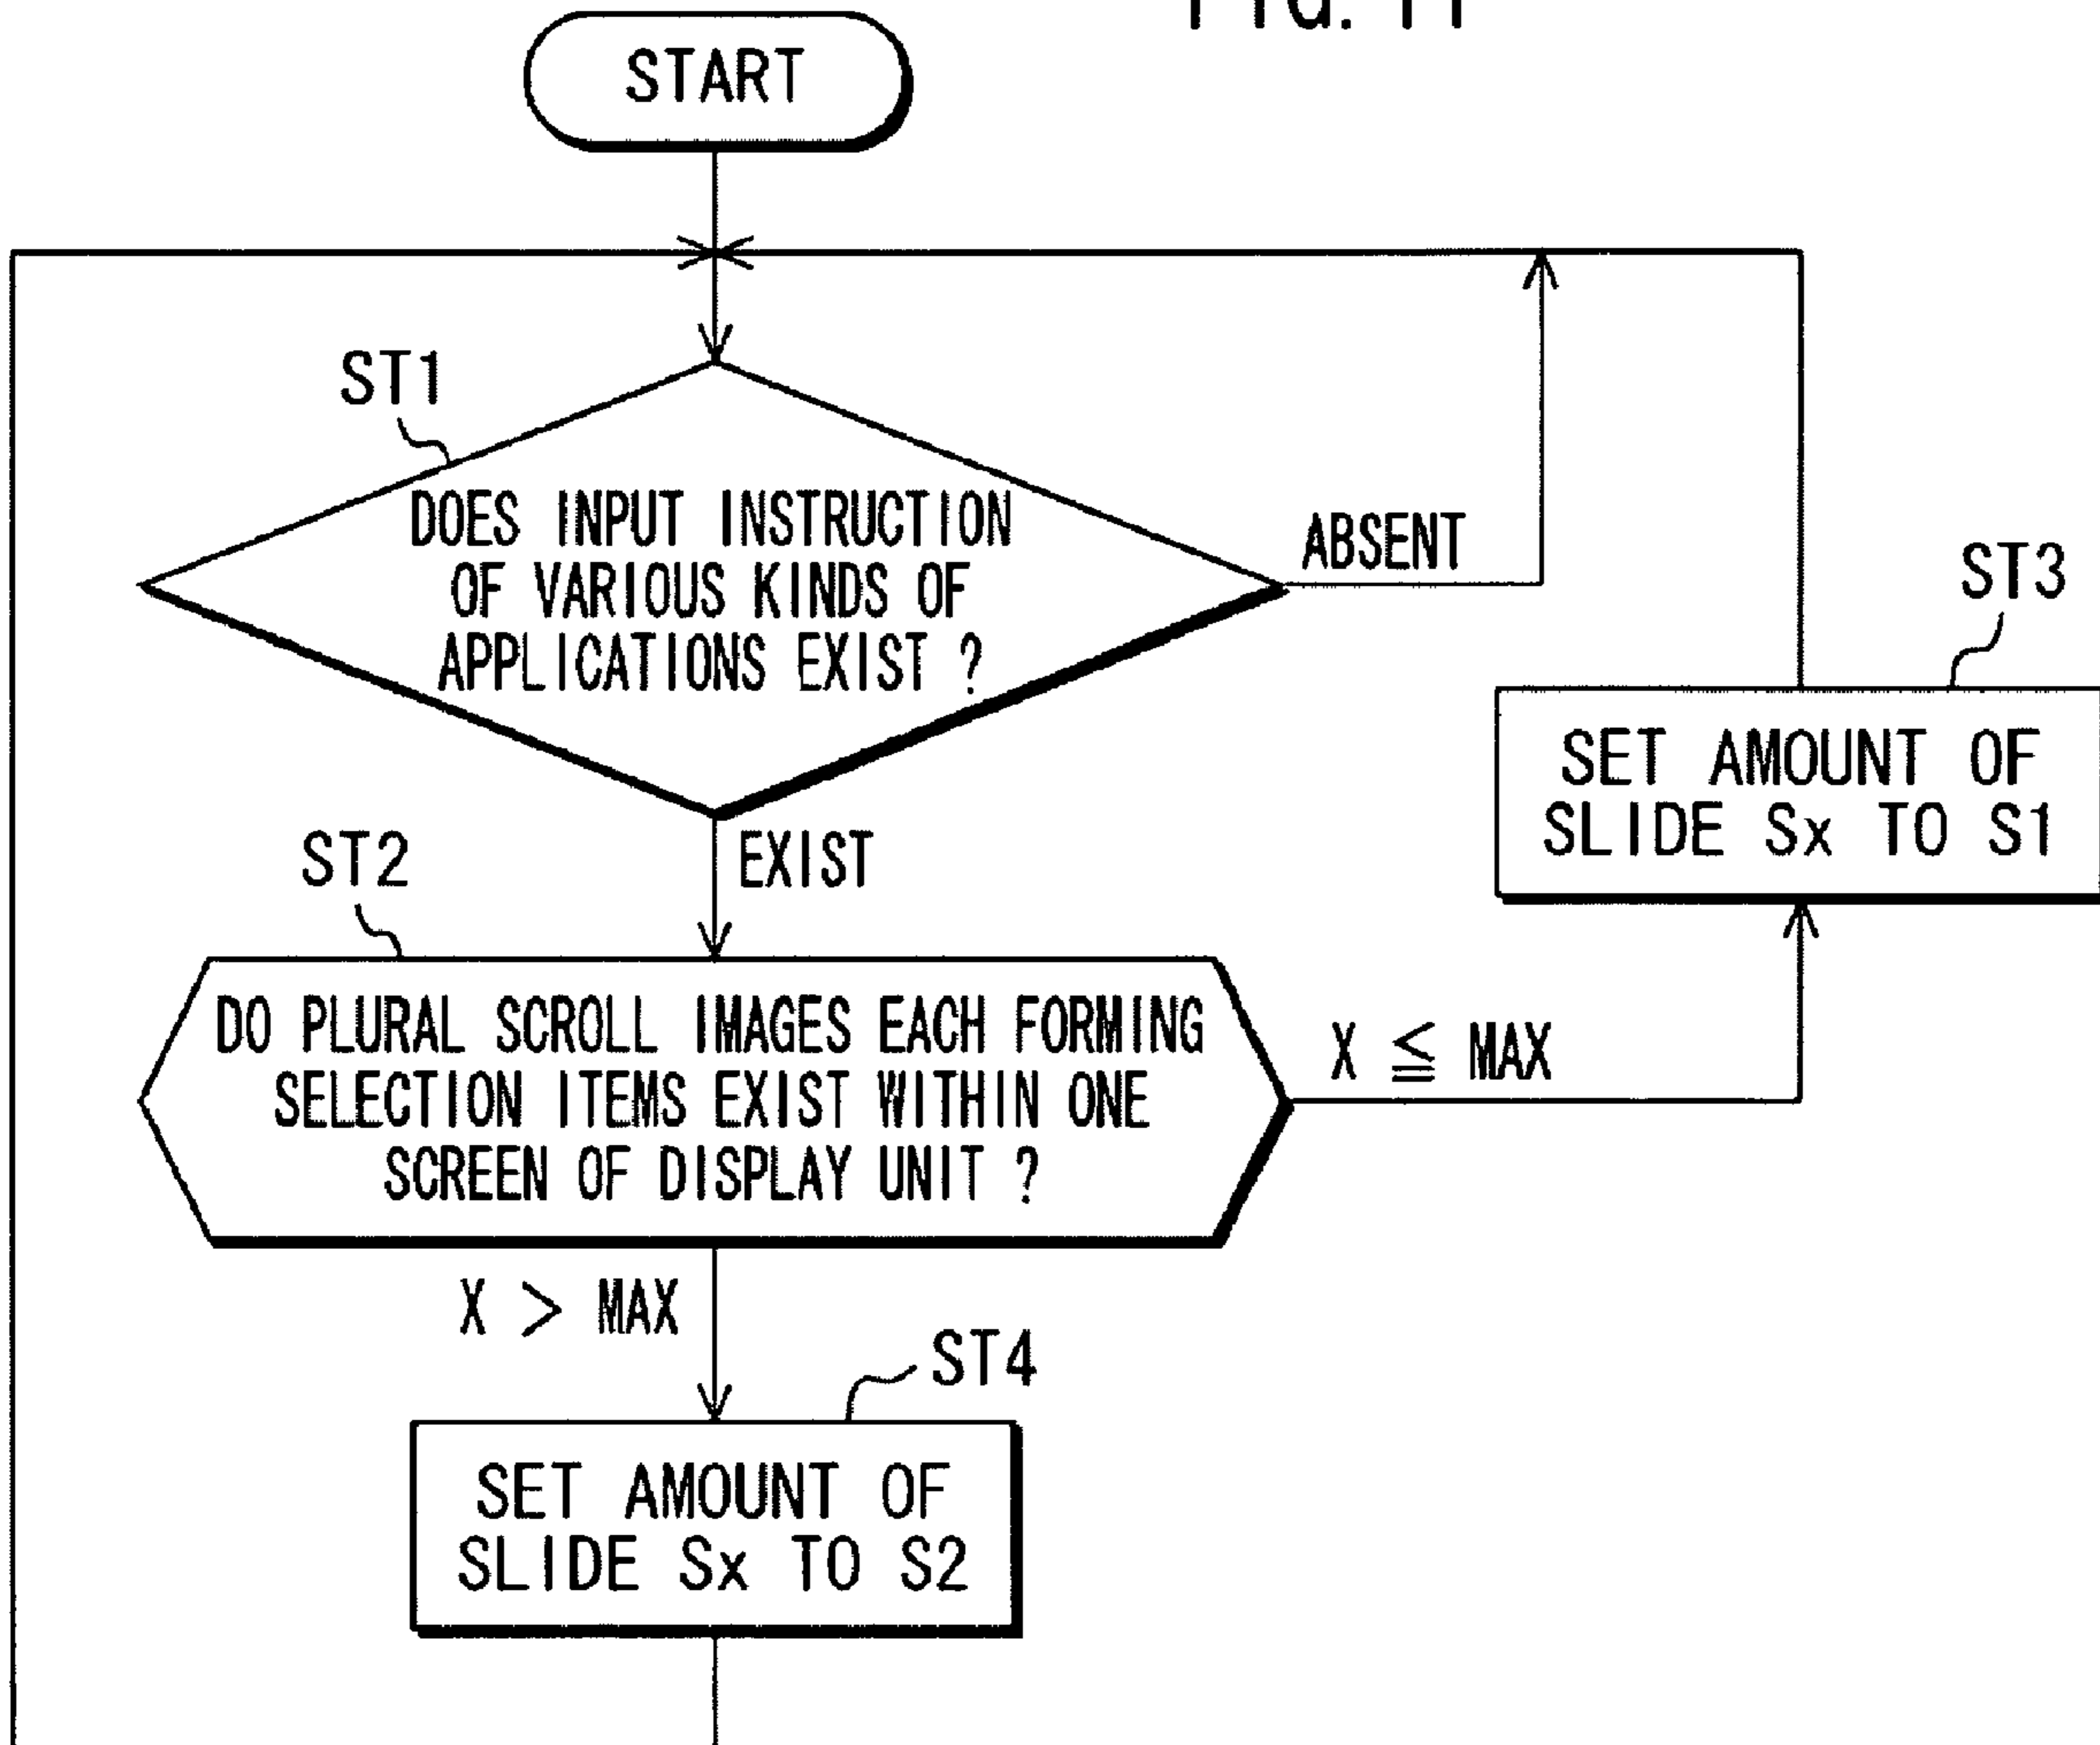 FIG. 11
START
ST1
DOES INPUT INSTRUCTION
OF VARIOUS KINDS OF
APPLICATIONS EXIST ?
ABSENT
ST3
SET AMOUNT OF
SLIDE Sx TO S1
EXIST
ST2
DO PLURAL SCROLL IMAGES EACH FORMING
SELECTION ITEMS EXIST WITHIN ONE
SCREEN OF DISPLAY UNIT ?
X ≦ MAX
X > MAX
ST4
SET AMOUNT OF
SLIDE Sx TO S2